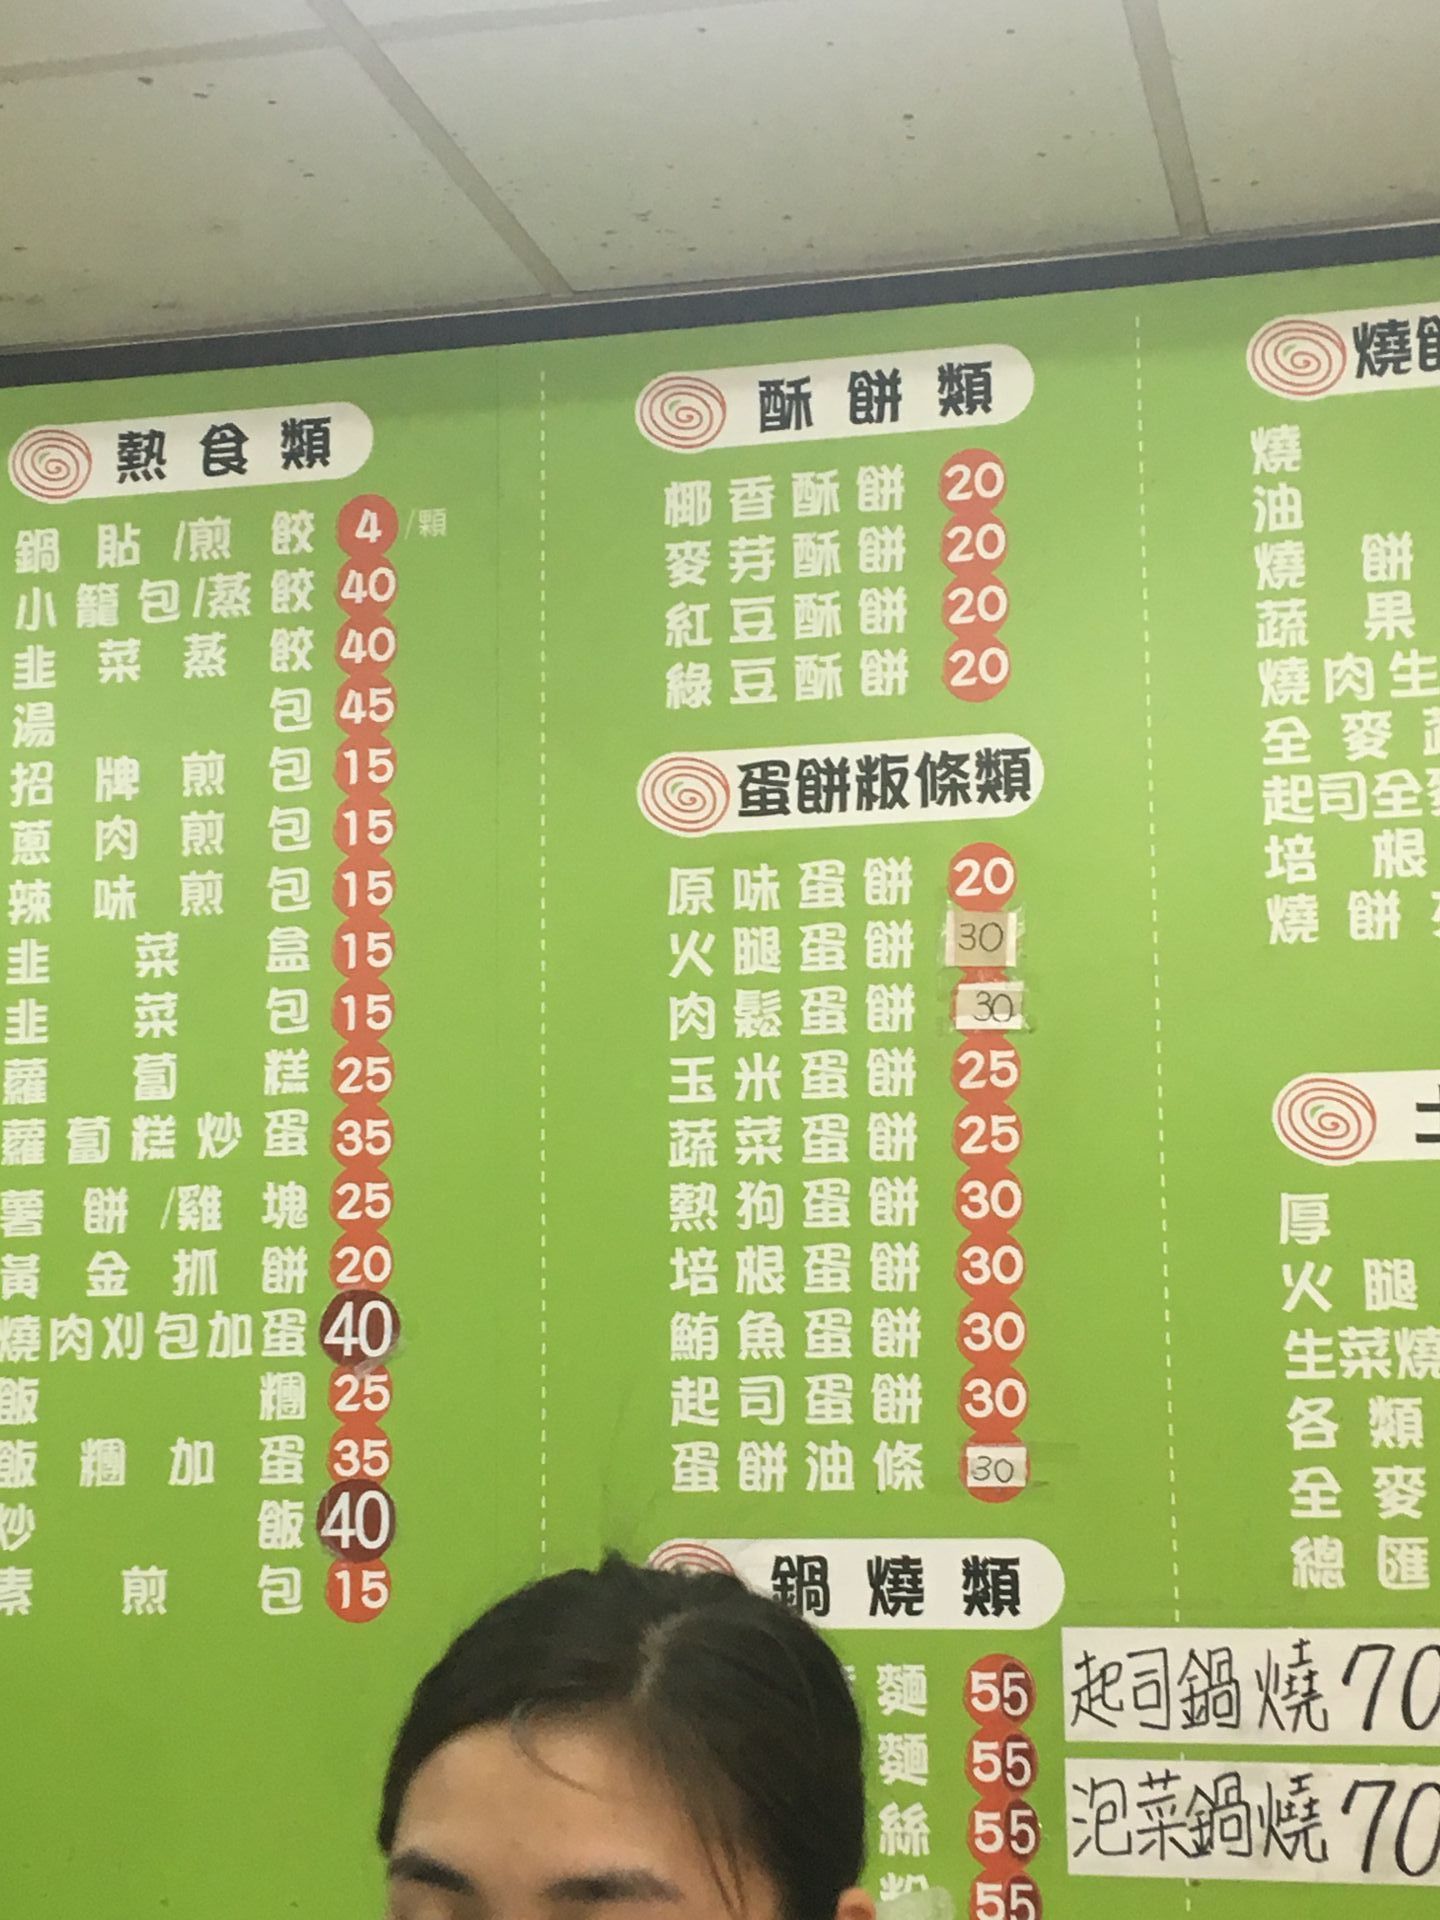 熱食類
鍋貼/煎餃 4/顆
小籠包/蒸餃 40
韭菜蒸餃 40
湯包 45
招牌煎包 15
蔥肉煎包 15
辣味煎包 15
韭菜盒 15
韭菜包 15
蘿蔔糕 25
蘿蔔糕炒蛋 35
薯餅/雞塊 25
黃金抓餅 20
燒肉刈包加蛋 40
飯糰 25
飯糰加蛋 35
炒飯 40
素煎包 15
酥餅類
椰香酥餅 20
麥芽酥餅 20
紅豆酥餅 20
綠豆酥餅 20
蛋餅粄條類
原味蛋餅 20
火腿蛋餅 30
肉鬆蛋餅 30
玉米蛋餅 25
蔬菜蛋餅 25
熱狗蛋餅 30
培根蛋餅 30
鮪魚蛋餅 30
起司蛋餅 30
蛋餅油條 30
鍋燒類
麵 55
麵 55
絲 55
55
起司鍋燒 70
泡菜鍋燒 70
燒
燒
油
燒餅
蔬果
燒肉生
全麥
起司全
培根
燒餅
厚
火腿
生菜燒
各類
全麥
總匯